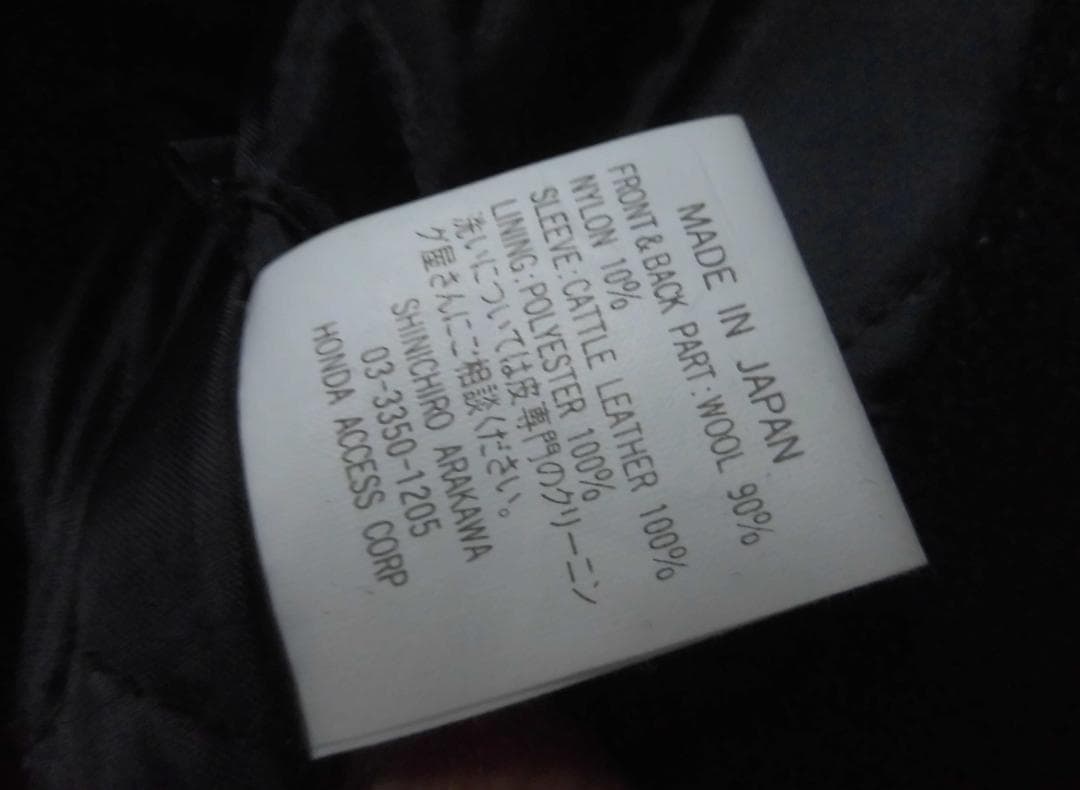 MADE IN JAPAN
FRONT & BACK PART : WOOL 90%
NYLON 10%
SLEEVE : CATTLE LEATHER 100%
LINING : POLYESTER 100%
洗いについては皮専門のクリーニン
グ屋さんにご相談ください。
SHINICHIRO ARAKAWA
03-3350-1205
HONDA ACCESS CORP